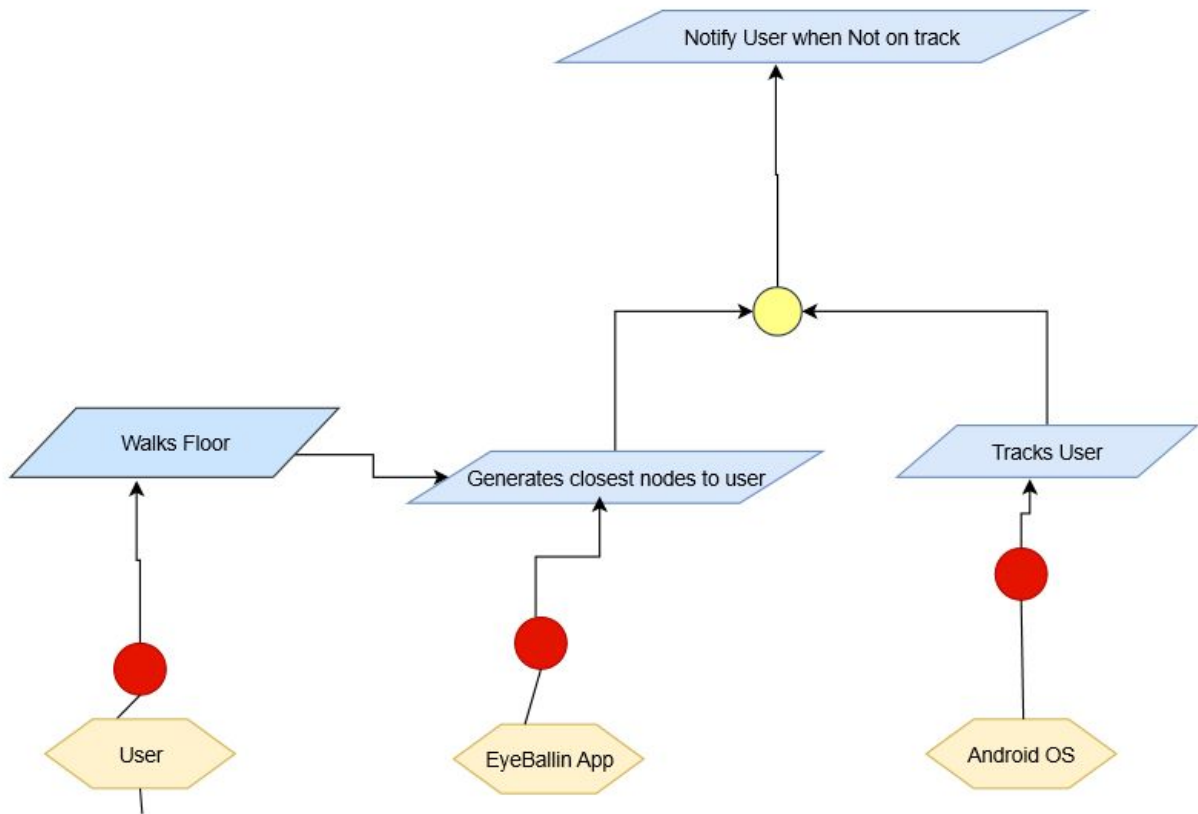 Notify User when Not on track
Walks Floor
Generates closest nodes to user
Tracks User
User
EyeBallin App
Android OS